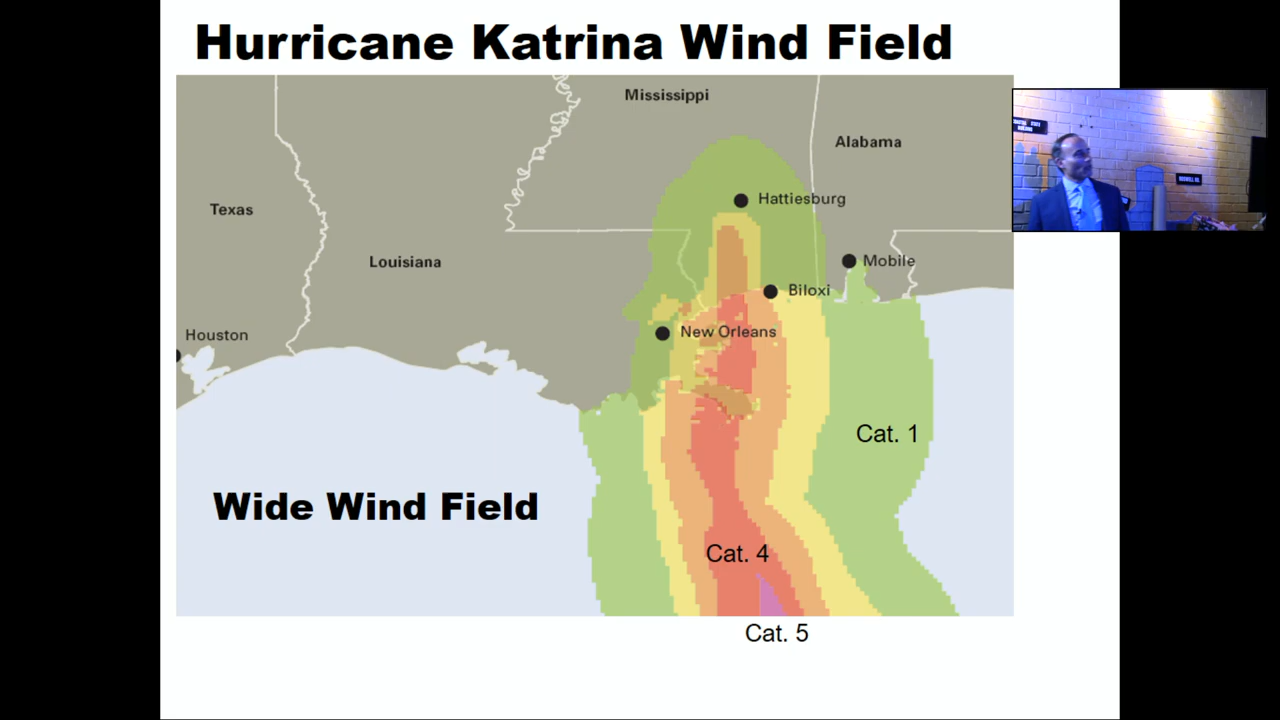 Hurricane Katrina Wind Field
Mississippi
Alabama
Texas
Hattiesburg
Louisiana
Mobile
Biloxi
Houston
New Orleans
Cat. 1
Wide Wind Field
Cat. 4
Cat. 5